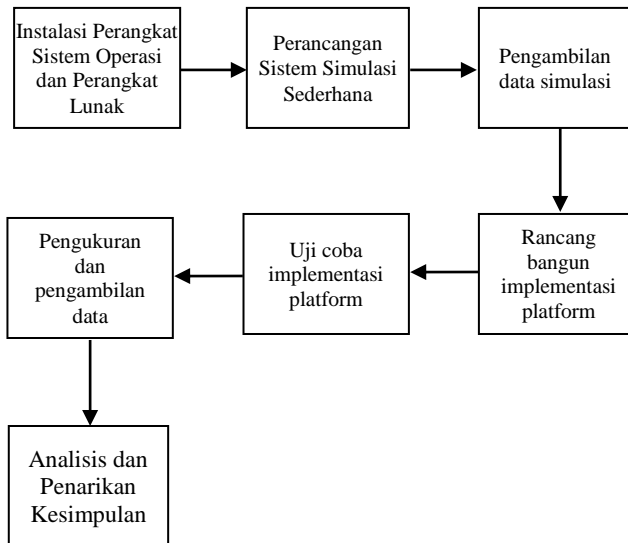 Instalasi Perangkat
Sistem Operasi
dan Perangkat
Lunak
Perancangan
Sistem Simulasi
Sederhana
Pengambilan
data simulasi
Rancang
bangun
implementasi
platform
Uji coba
implementasi
platform
Pengukuran
dan
pengambilan
data
Analisis dan
Penarikan
Kesimpulan